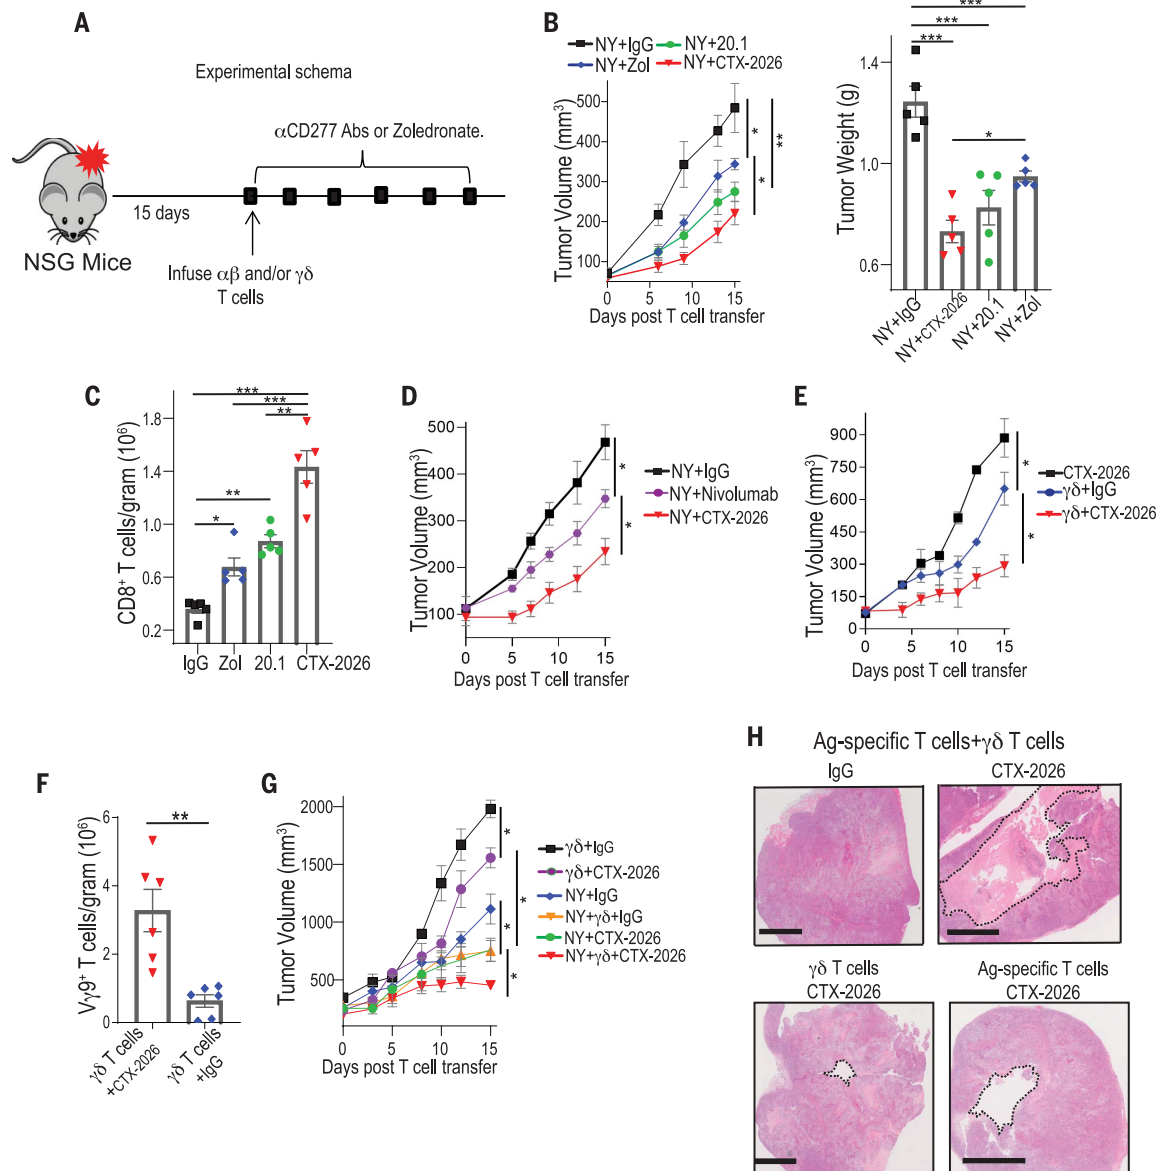 A
Experimental schema
αCD277 Abs or Zoledronate.
15 days
NSG Mice
Infuse αβ and/or γδ
T cells
B
NY+IgG
NY+20.1
NY+Zol
NY+CTX-2026
Tumor Volume (mm3)
500
400
300
200
100
0
5
10
15
Days post T cell transfer
*
**
*
Tumor Weight (g)
1.4
1.0
0.6
***
***
***
*
NY+IgG
NY+CTX-2026
NY+20.1
NY+Zol
C
CD8+ T cells/gram (106)
1.8
1.4
1.0
0.6
0.2
***
***
**
**
*
IgG
Zol
20.1
CTX-2026
D
Tumor Volume (mm3)
500
400
300
200
100
0
5
10
15
Days post T cell transfer
NY+IgG
NY+Nivolumab
NY+CTX-2026
*
*
E
Tumor Volume (mm3)
900
750
600
450
300
150
0
0
5
10
15
Days post T cell transfer
CTX-2026
γδ+IgG
γδ+CTX-2026
*
*
F
Vγ9+ T cells/gram (106)
6
4
2
0
**
γδ T cells
+CTX-2026
γδ T cells
+IgG
G
Tumor Volume (mm3)
2000
1500
1000
500
0
5
10
15
Days post T cell transfer
γδ+IgG
γδ+CTX-2026
NY+IgG
NY+γδ+IgG
NY+CTX-2026
NY+γδ+CTX-2026
*
*
*
*
H
Ag-specific T cells+γδ T cells
IgG
CTX-2026
γδ T cells
CTX-2026
Ag-specific T cells
CTX-2026